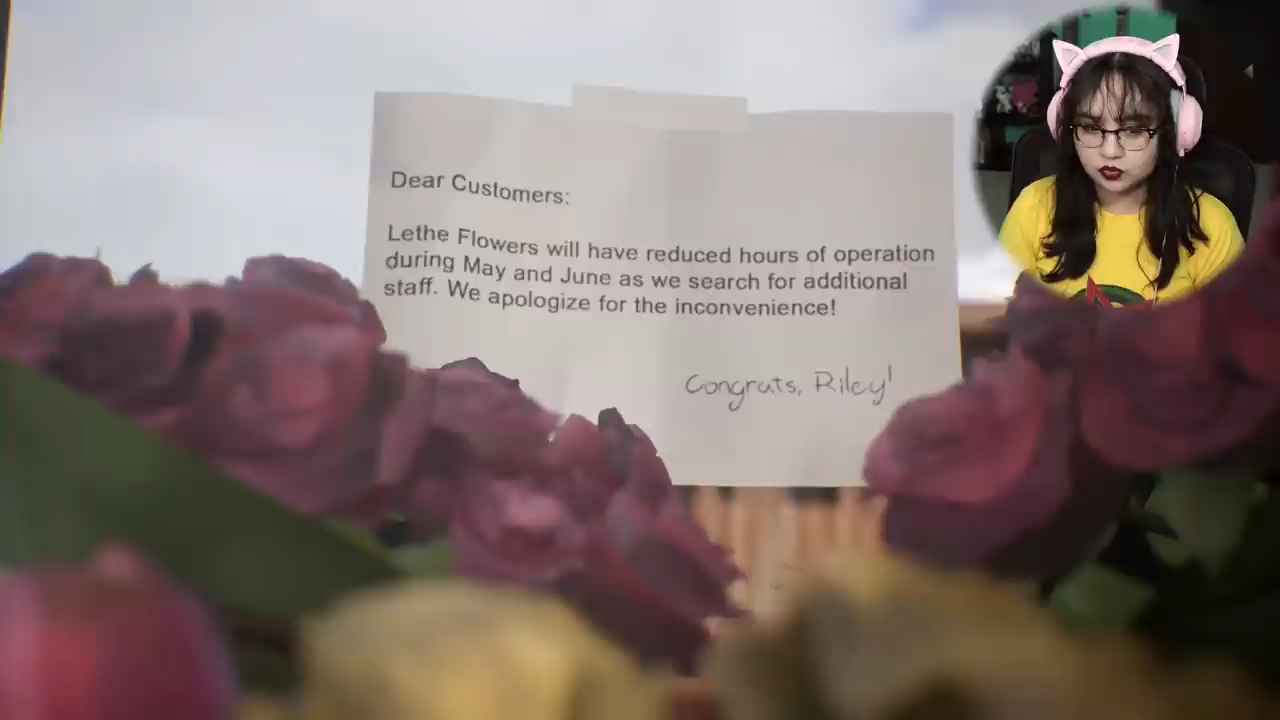 Dear Customers:
Lethe Flowers will have reduced hours of operation
during May and June as we search for additional
staff. We apologize for the inconvenience!
Congrats, Riley!